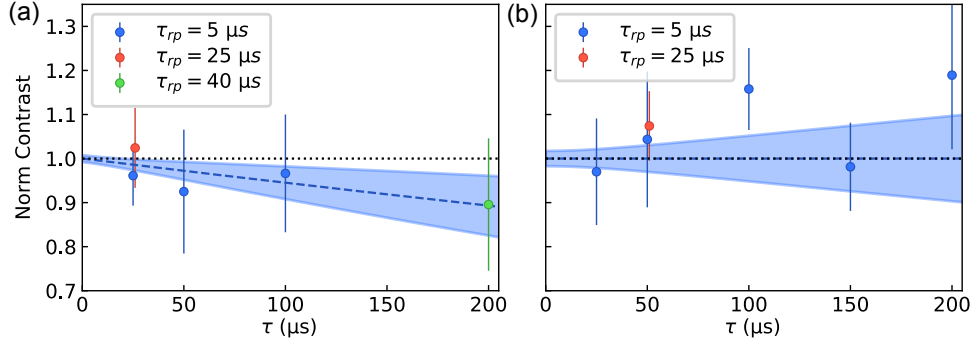 (a)
Norm Contrast
1.3
1.2
1.1
1.0
0.9
0.8
0.7
τrp = 5 µs
τrp = 25 µs
τrp = 40 µs
0 50 100 150 200
τ (µs)
(b)
τrp = 5 µs
τrp = 25 µs
0 50 100 150 200
τ (µs)